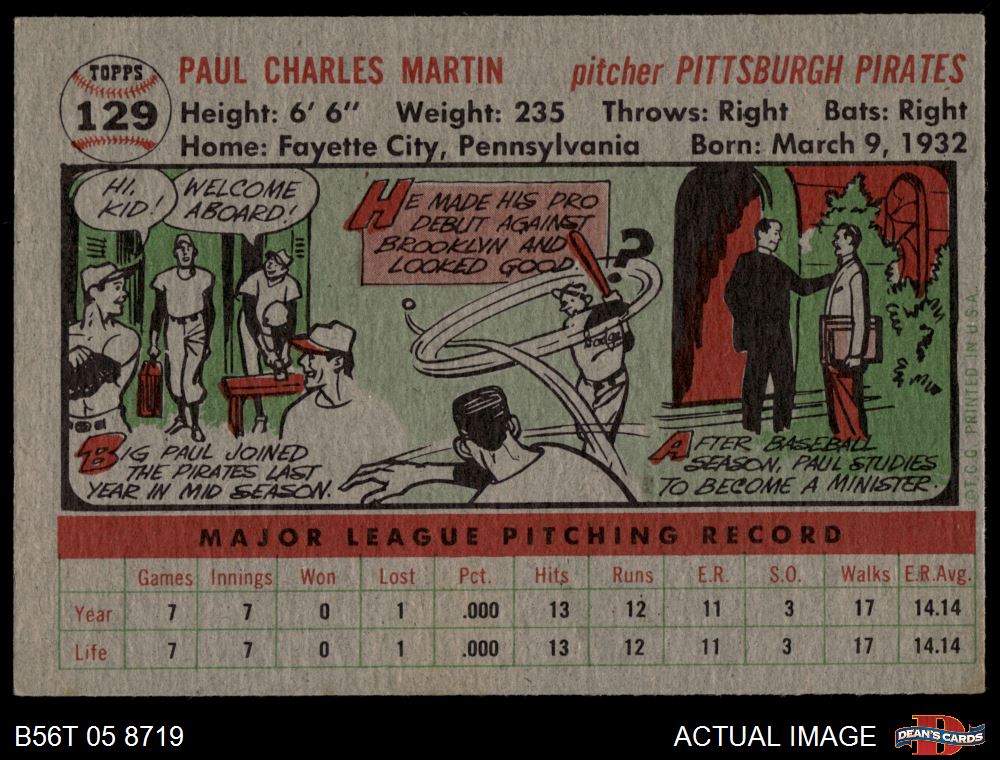 TOPPS
129
PAUL CHARLES MARTIN pitcher PITTSBURGH PIRATES
Height: 6' 6" Weight: 235 Throws: Right Bats: Right
Home: Fayette City, Pennsylvania Born: March 9, 1932
HI, KID!
WELCOME ABOARD!
BIG PAUL JOINED
THE PIRATES LAST
YEAR IN MID SEASON.
HE MADE HIS PRO
DEBUT AGAINST
BROOKLYN AND
LOOKED GOOD.
?
Dodgers
AFTER BASEBALL
SEASON, PAUL STUDIES
TO BECOME A MINISTER.
©T.C.G. PRINTED IN U.S.A.
MAJOR LEAGUE PITCHING RECORD
Games Innings Won Lost Pct. Hits Runs E.R. S.O. Walks E.R.Avg.
Year 7 7 0 1 .000 13 12 11 3 17 14.14
Life 7 7 0 1 .000 13 12 11 3 17 14.14
B56T 05 8719 ACTUAL IMAGE DEAN'S CARDS